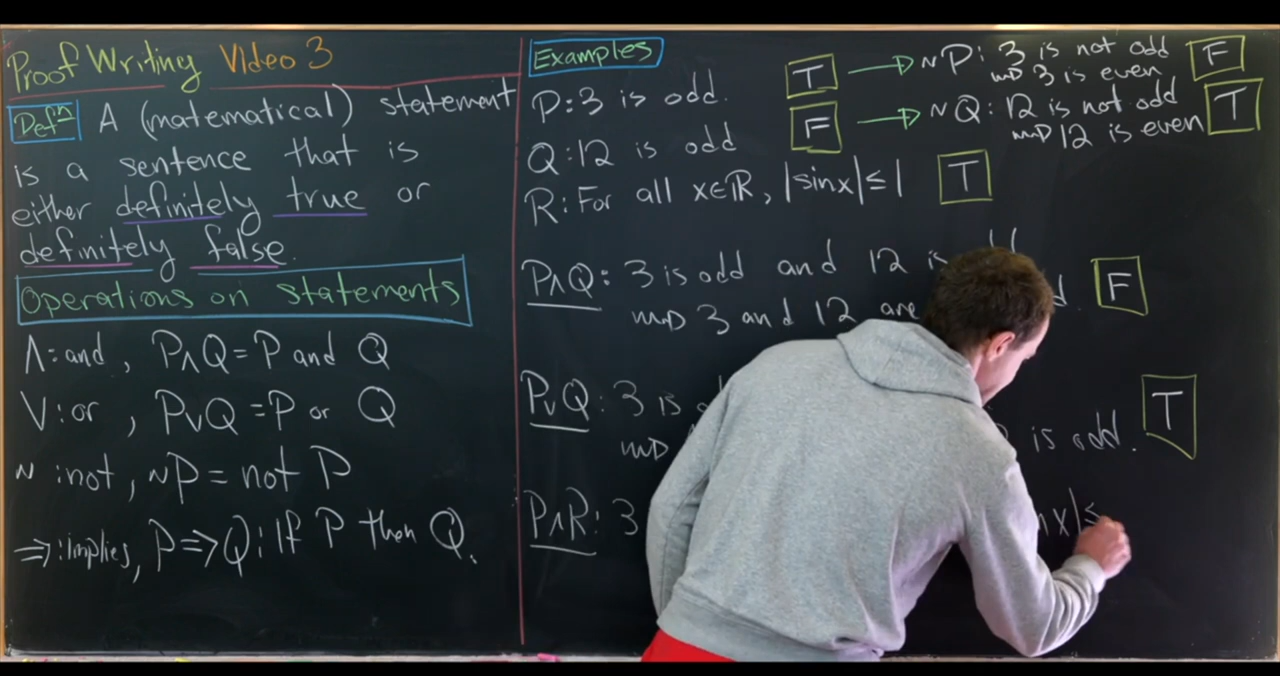 Proof Writing Video 3
Defⁿ A (matematical) statement
is a sentence that is
either definitely true or
definitely false.
Operations on statements
∧: and, P∧Q = P and Q
∨: or, P∨Q = P or Q
~: not, ~P = not P
⇒: implies, P⇒Q: If P then Q.
Examples
P: 3 is odd. T → ~P: 3 is not odd F
⇝ 3 is even
Q: 12 is odd F → ~Q: 12 is not odd T
⇝ 12 is even
R: For all x∈ℝ, |sinx| ≤ 1 T
P∧Q: 3 is odd and 12 is F
⇝ 3 and 12 are
P∨Q: 3 is T
⇝ is odd.
P∧R: 3 x| ≤